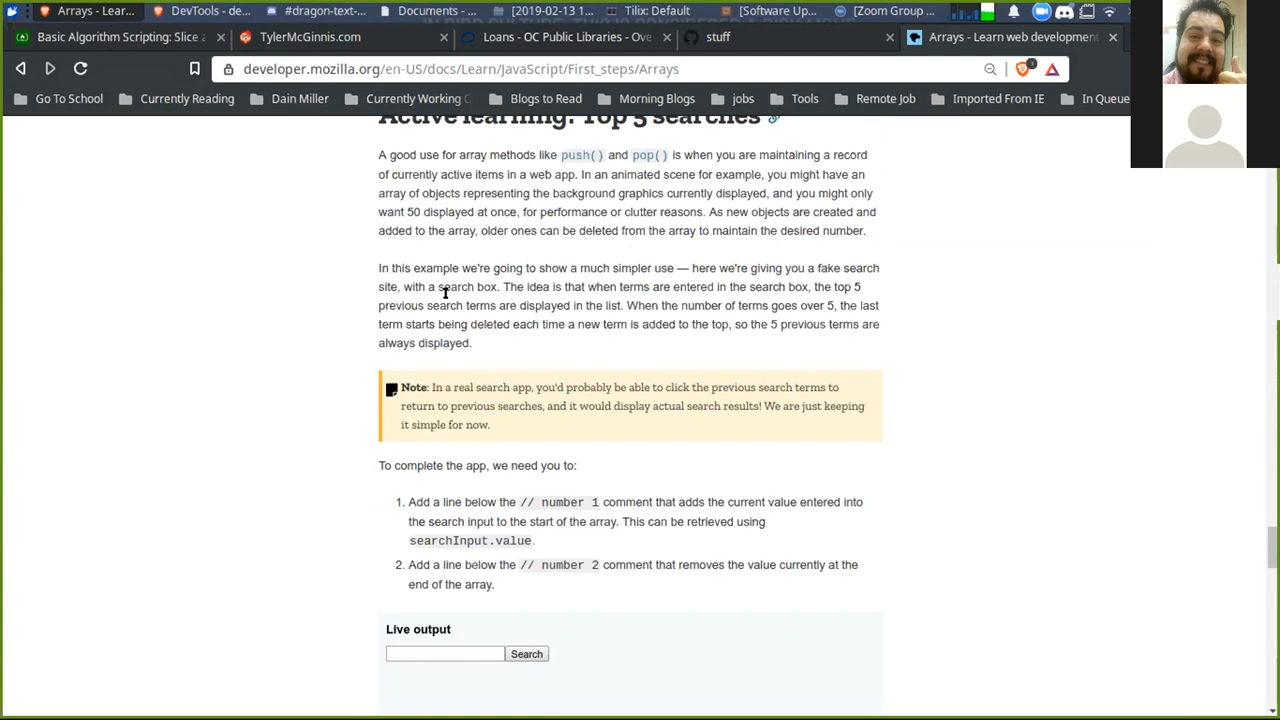 Arrays - Lear...
DevTools - de...
#dragon-text-...
Documents - ...
[2019-02-13 1...
Tilix: Default
[Software Up...
[Zoom Group ...
Basic Algorithm Scripting: Slice a
TylerMcGinnis.com
Loans - OC Public Libraries - Ove
stuff
Arrays - Learn web development
developer.mozilla.org/en-US/docs/Learn/JavaScript/First_steps/Arrays
Go To School
Currently Reading
Dain Miller
Currently Working
Blogs to Read
Morning Blogs
jobs
Tools
Remote Job
Imported From IE
In Queue
Active learning: Top 5 searches
A good use for array methods like push() and pop() is when you are maintaining a record
of currently active items in a web app. In an animated scene for example, you might have an
array of objects representing the background graphics currently displayed, and you might only
want 50 displayed at once, for performance or clutter reasons. As new objects are created and
added to the array, older ones can be deleted from the array to maintain the desired number.
In this example we're going to show a much simpler use — here we're giving you a fake search
site, with a search box. The idea is that when terms are entered in the search box, the top 5
previous search terms are displayed in the list. When the number of terms goes over 5, the last
term starts being deleted each time a new term is added to the top, so the 5 previous terms are
always displayed.
Note: In a real search app, you'd probably be able to click the previous search terms to
return to previous searches, and it would display actual search results! We are just keeping
it simple for now.
To complete the app, we need you to:
1. Add a line below the // number 1 comment that adds the current value entered into
the search input to the start of the array. This can be retrieved using
searchInput.value.
2. Add a line below the // number 2 comment that removes the value currently at the
end of the array.
Live output
Search